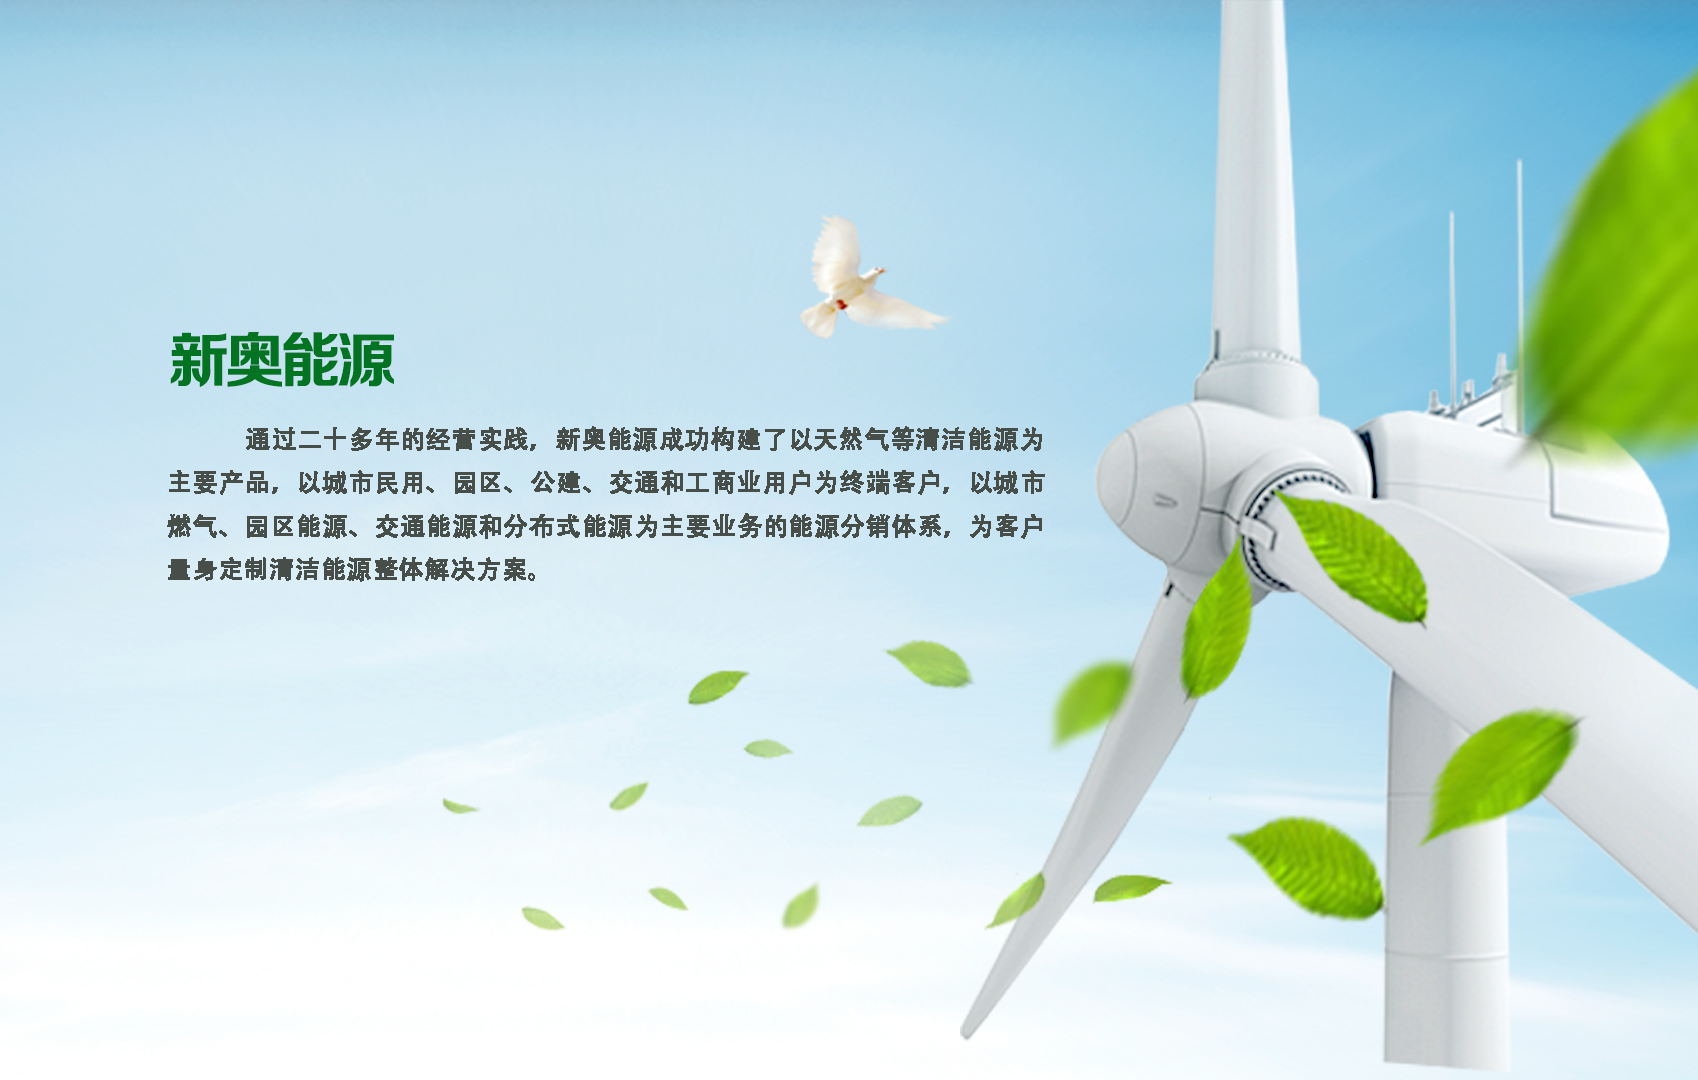 新奥能源
通过二十多年的经营实践，新奥能源成功构建了以天然气等清洁能源为
主要产品，以城市民用、园区、公建、交通和工商业用户为终端客户，以城市
燃气、园区能源、交通能源和分布式能源为主要业务的能源分销体系，为客户
量身定制清洁能源整体解决方案。